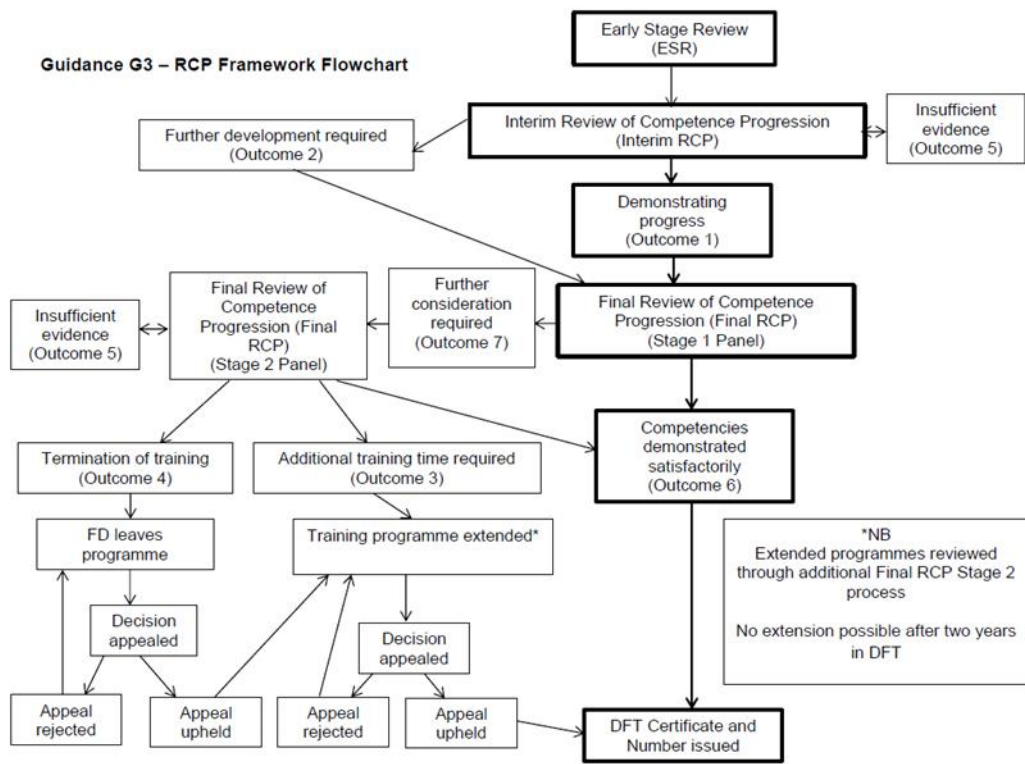 Early Stage Review
(ESR)
Guidance G3 – RCP Framework Flowchart
Interim Review of Competence Progression
(Interim RCP)
Insufficient
evidence
(Outcome 5)
Further development required
(Outcome 2)
Demonstrating
progress
(Outcome 1)
Final Review of
Competence
Progression (Final
RCP)
(Stage 2 Panel)
Further
consideration
required
(Outcome 7)
Final Review of Competence
Progression (Final RCP)
(Stage 1 Panel)
Insufficient
evidence
(Outcome 5)
Competencies
demonstrated
satisfactorily
(Outcome 6)
Termination of training
(Outcome 4)
Additional training time required
(Outcome 3)
FD leaves
programme
Training programme extended*
*NB
Extended programmes reviewed
through additional Final RCP Stage 2
process
No extension possible after two years
in DFT
Decision
appealed
Decision
appealed
Appeal
rejected
Appeal
upheld
Appeal
rejected
Appeal
upheld
DFT Certificate and
Number issued